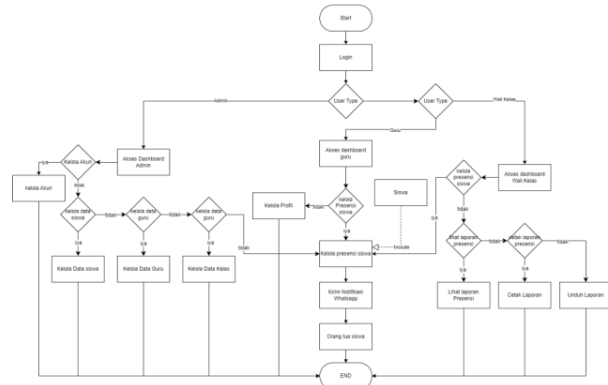 Start
Login
User Type
User Type
Admin
Wali Kelas
Guru
Akses Dashboard
Admin
Kelola Akun
Iya
Kelola Akun
tidak
Akses dashboard
guru
Akses dashboard
Wali Kelas
kelola
presensi
siswa
Siswa
Kelola Profil
tidak
kelola
Presensi
siswa
Iya
tidak
Iya
Kelola data
siswa
tidak
kelola data
guru
tidak
kelola data
guru
tidak
Iya
Iya
Iya
Kelola Data siswa
Kelola Data Guru
Kelola Data Kelas
Kelola presensi siswa
Include
lihat laporan
presensi
tidak
cetak laporan
presensi
tidak
Iya
Iya
Lihat laporan
Presensi
Cetak Laporan
Unduh Laporan
Kirim Notifikasi
Whatsapp
Orang tua siswa
END